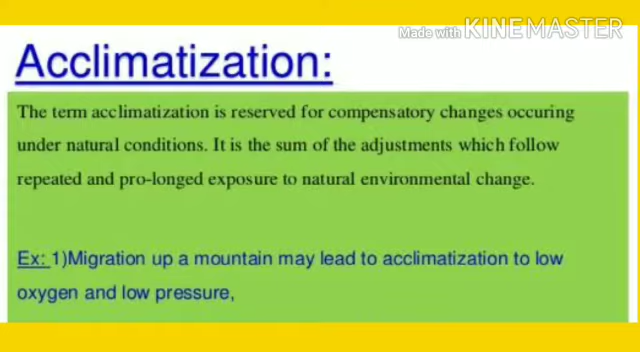 Made with KINEMASTER
Acclimatization:
The term acclimatization is reserved for compensatory changes occuring
under natural conditions. It is the sum of the adjustments which follow
repeated and pro-longed exposure to natural environmental change.
Ex: 1)Migration up a mountain may lead to acclimatization to low
oxygen and low pressure,